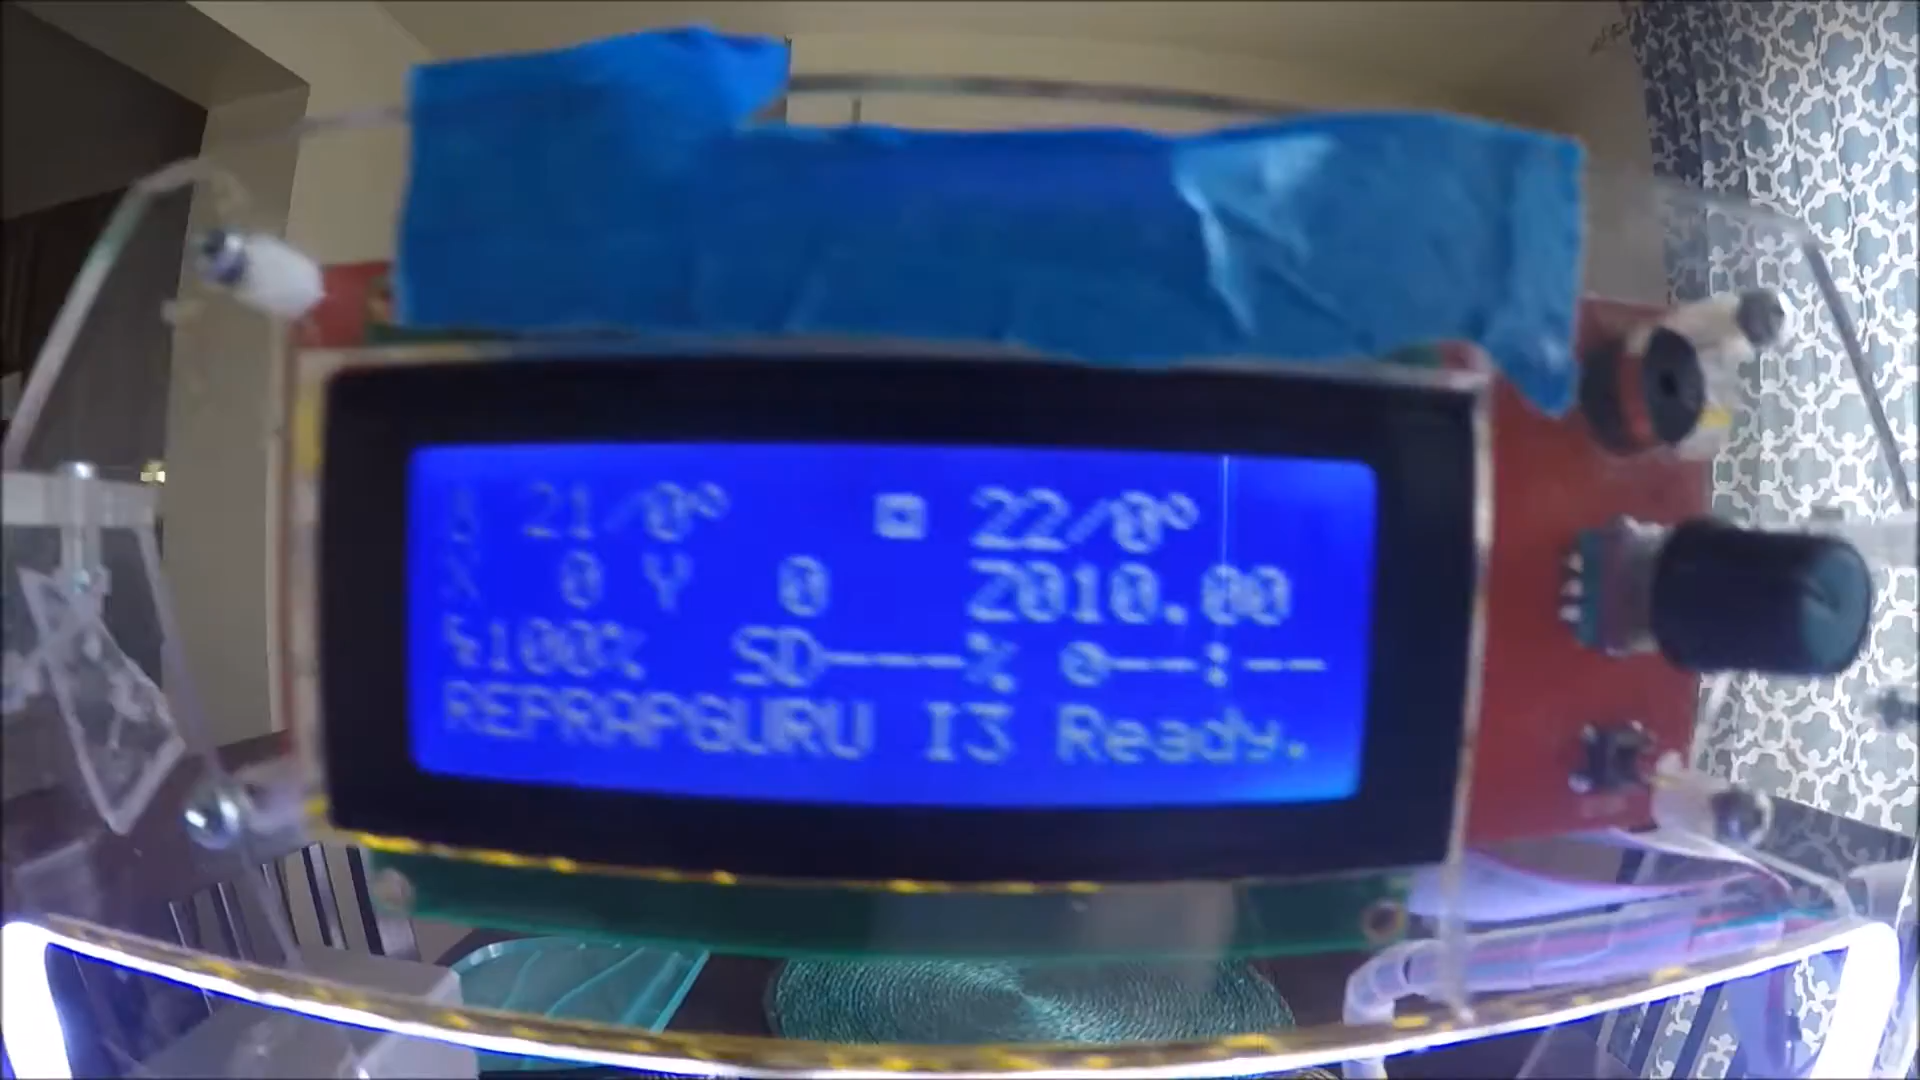 21/0° 22/0°
X 0 Y 0 Z010.00
100% SD---% --:--
REPRAPGURU I3 Ready.